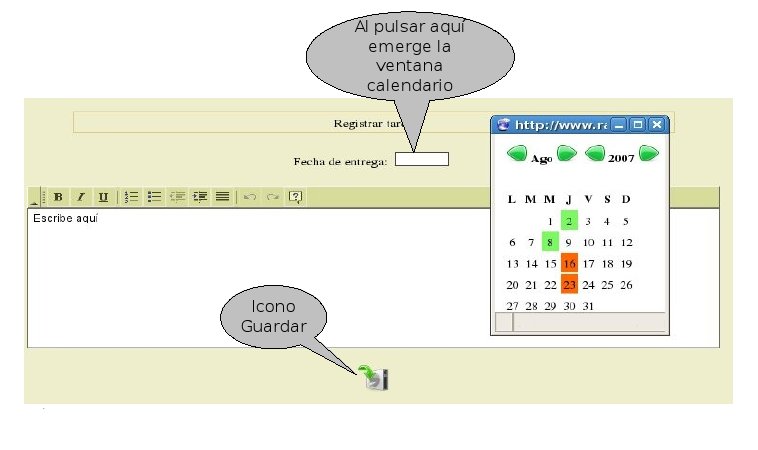 Al pulsar aquí
emerge la
ventana
calendario
Registrar tar
http://www.ra
Fecha de entrega:
Ago 2007
L M M J V S D
1 2 3 4 5
6 7 8 9 10 11 12
13 14 15 16 17 18 19
20 21 22 23 24 25 26
27 28 29 30 31
B I U
Escribe aquí
Icono
Guardar